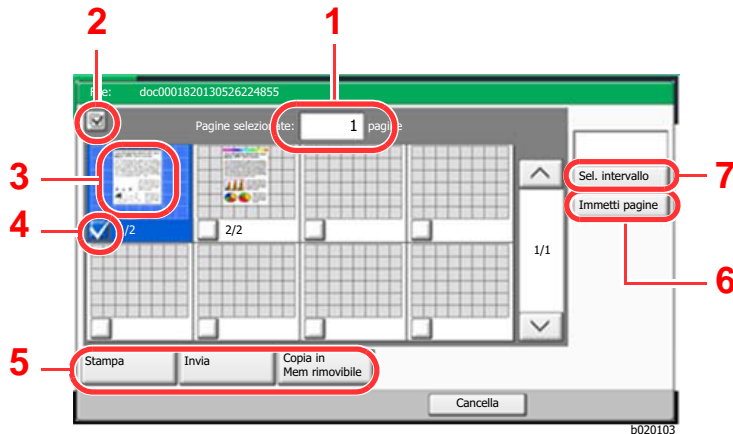 2
1
File: doc0001820130526224855
Pagine selezionate: 1 pagine
3
Sel. intervallo
7
Immetti pagine
4
1/2
2/2
1/1
6
5
Stampa
Invia
Copia in
Mem rimovibile
Cancella
b020103